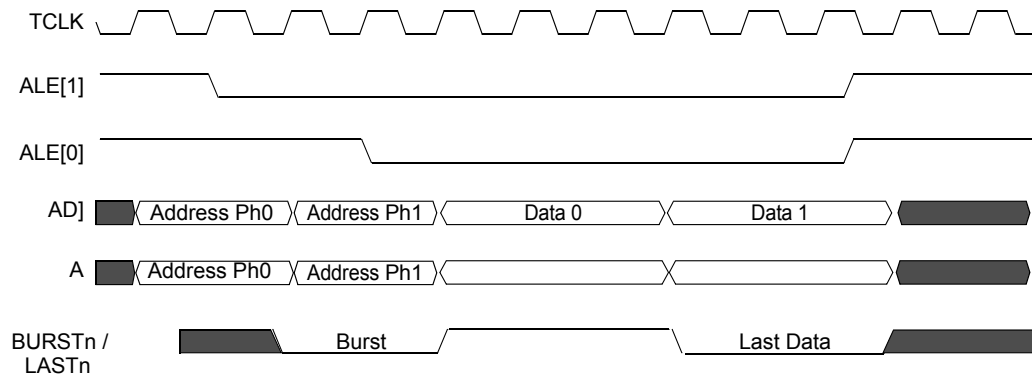 TCLK
ALE[1]
ALE[0]
AD] Address Ph0 Address Ph1 Data 0 Data 1
A Address Ph0 Address Ph1
BURSTn / Burst Last Data
LASTn